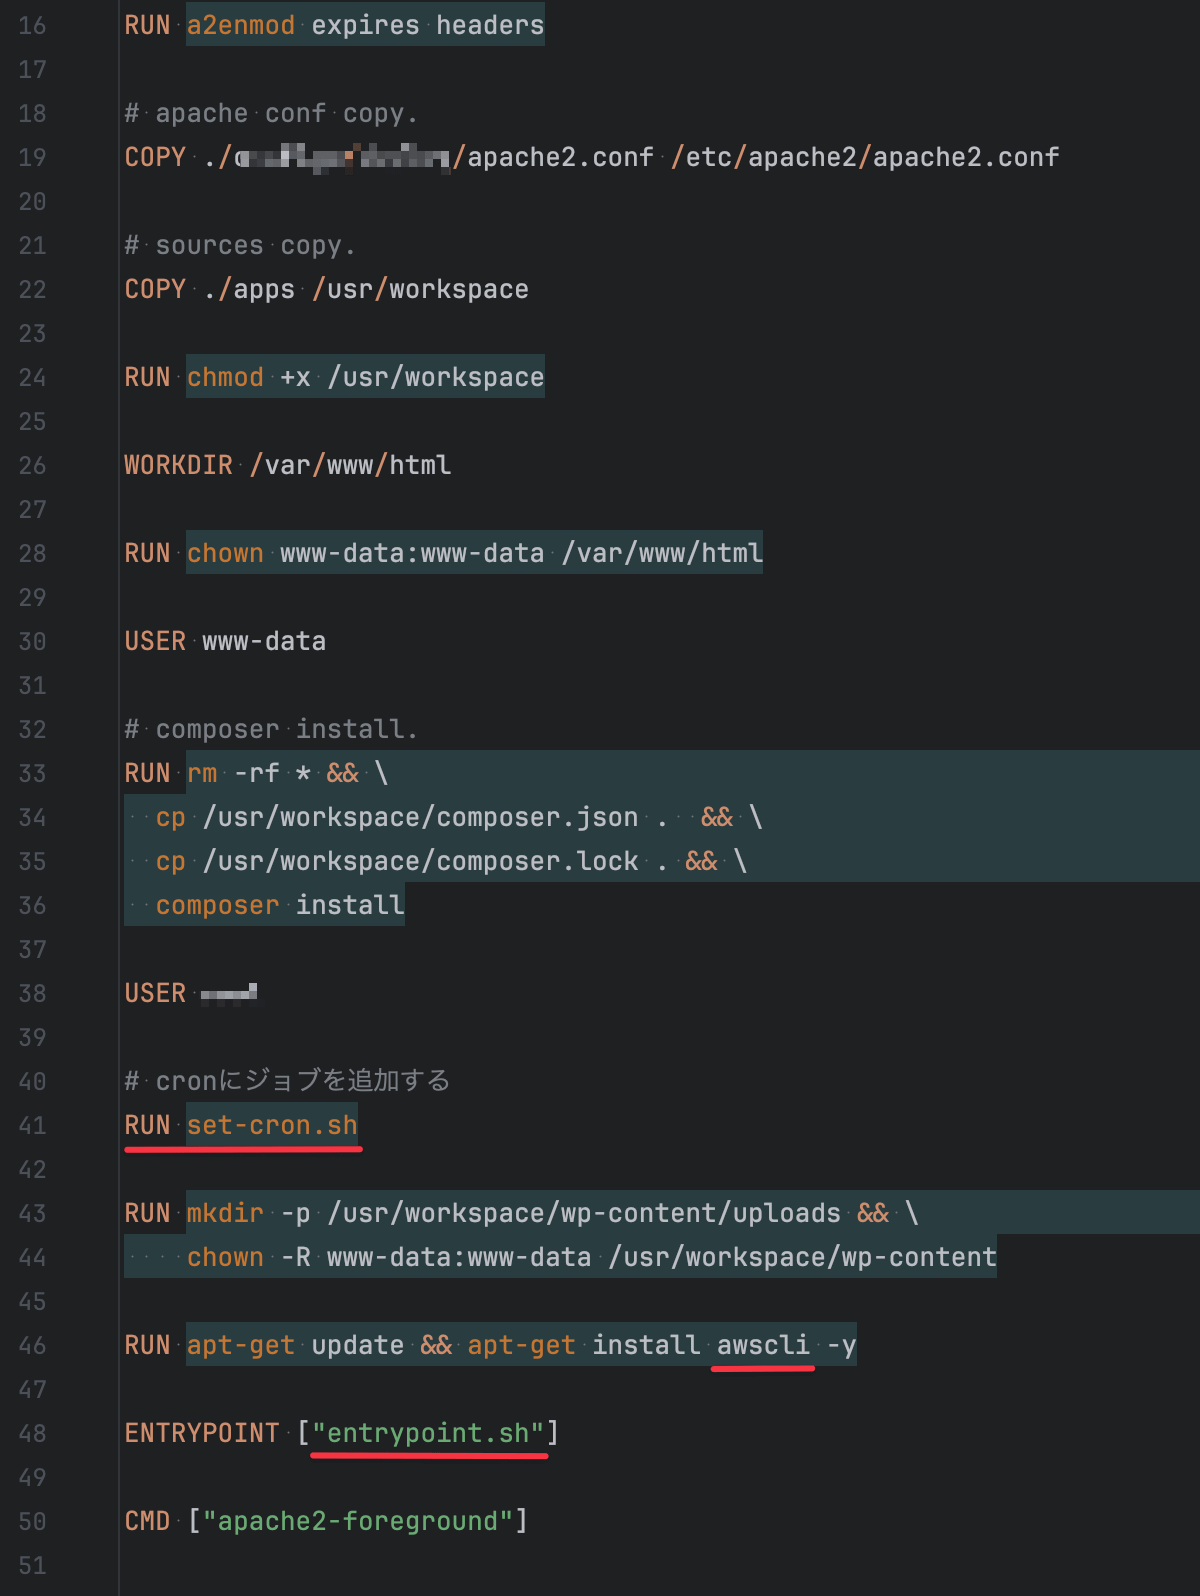 16 RUN a2enmod expires headers
17
18 # apache conf copy.
19 COPY ./ /apache2.conf /etc/apache2/apache2.conf
20
21 # sources copy.
22 COPY ./apps /usr/workspace
23
24 RUN chmod +x /usr/workspace
25
26 WORKDIR /var/www/html
27
28 RUN chown www-data:www-data /var/www/html
29
30 USER www-data
31
32 # composer install.
33 RUN rm -rf * && \
34 cp /usr/workspace/composer.json .  && \
35 cp /usr/workspace/composer.lock . && \
36 composer install
37
38 USER
39
40 # cronにジョブを追加する
41 RUN set-cron.sh
42
43 RUN mkdir -p /usr/workspace/wp-content/uploads && \
44 chown -R www-data:www-data /usr/workspace/wp-content
45
46 RUN apt-get update && apt-get install awscli -y
47
48 ENTRYPOINT ["entrypoint.sh"]
49
50 CMD ["apache2-foreground"]
51